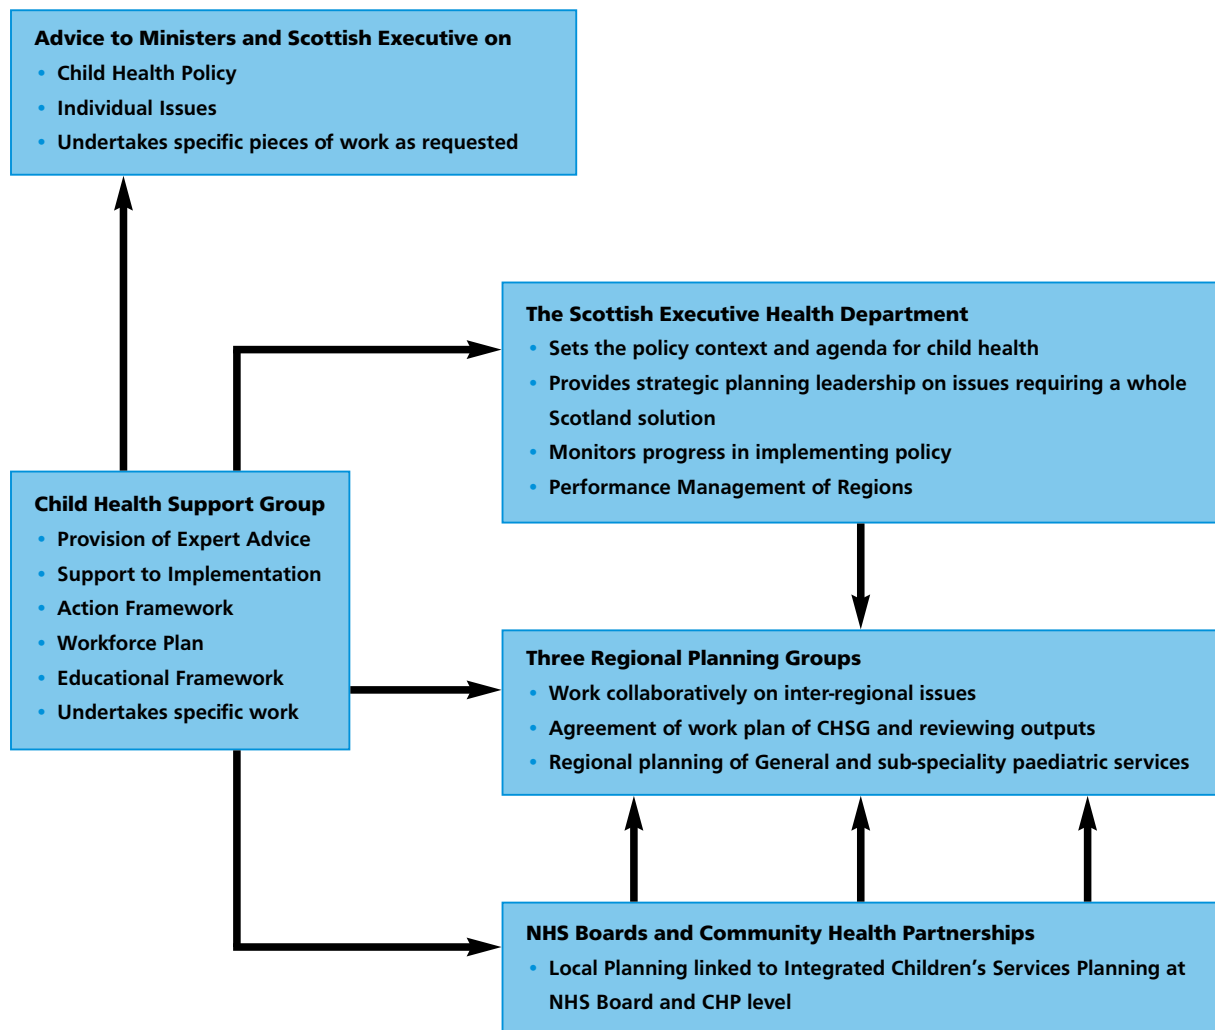 Advice to Ministers and Scottish Executive on
• Child Health Policy
• Individual Issues
• Undertakes specific pieces of work as requested
The Scottish Executive Health Department
• Sets the policy context and agenda for child health
• Provides strategic planning leadership on issues requiring a whole
Scotland solution
• Monitors progress in implementing policy
• Performance Management of Regions
Child Health Support Group
• Provision of Expert Advice
• Support to Implementation
• Action Framework
• Workforce Plan
• Educational Framework
• Undertakes specific work
Three Regional Planning Groups
• Work collaboratively on inter-regional issues
• Agreement of work plan of CHSG and reviewing outputs
• Regional planning of General and sub-speciality paediatric services
NHS Boards and Community Health Partnerships
• Local Planning linked to Integrated Children’s Services Planning at
NHS Board and CHP level